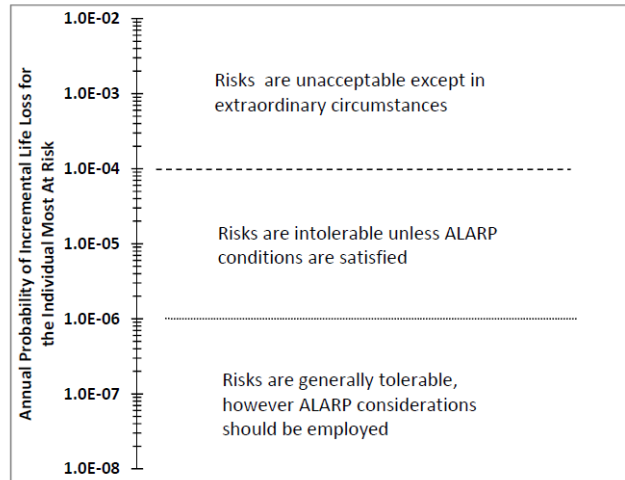 Annual Probability of Incremental Life Loss for
the Individual Most At Risk
1.0E-02
1.0E-03
1.0E-04
1.0E-05
1.0E-06
1.0E-07
1.0E-08
Risks are unacceptable except in
extraordinary circumstances
Risks are intolerable unless ALARP
conditions are satisfied
Risks are generally tolerable,
however ALARP considerations
should be employed